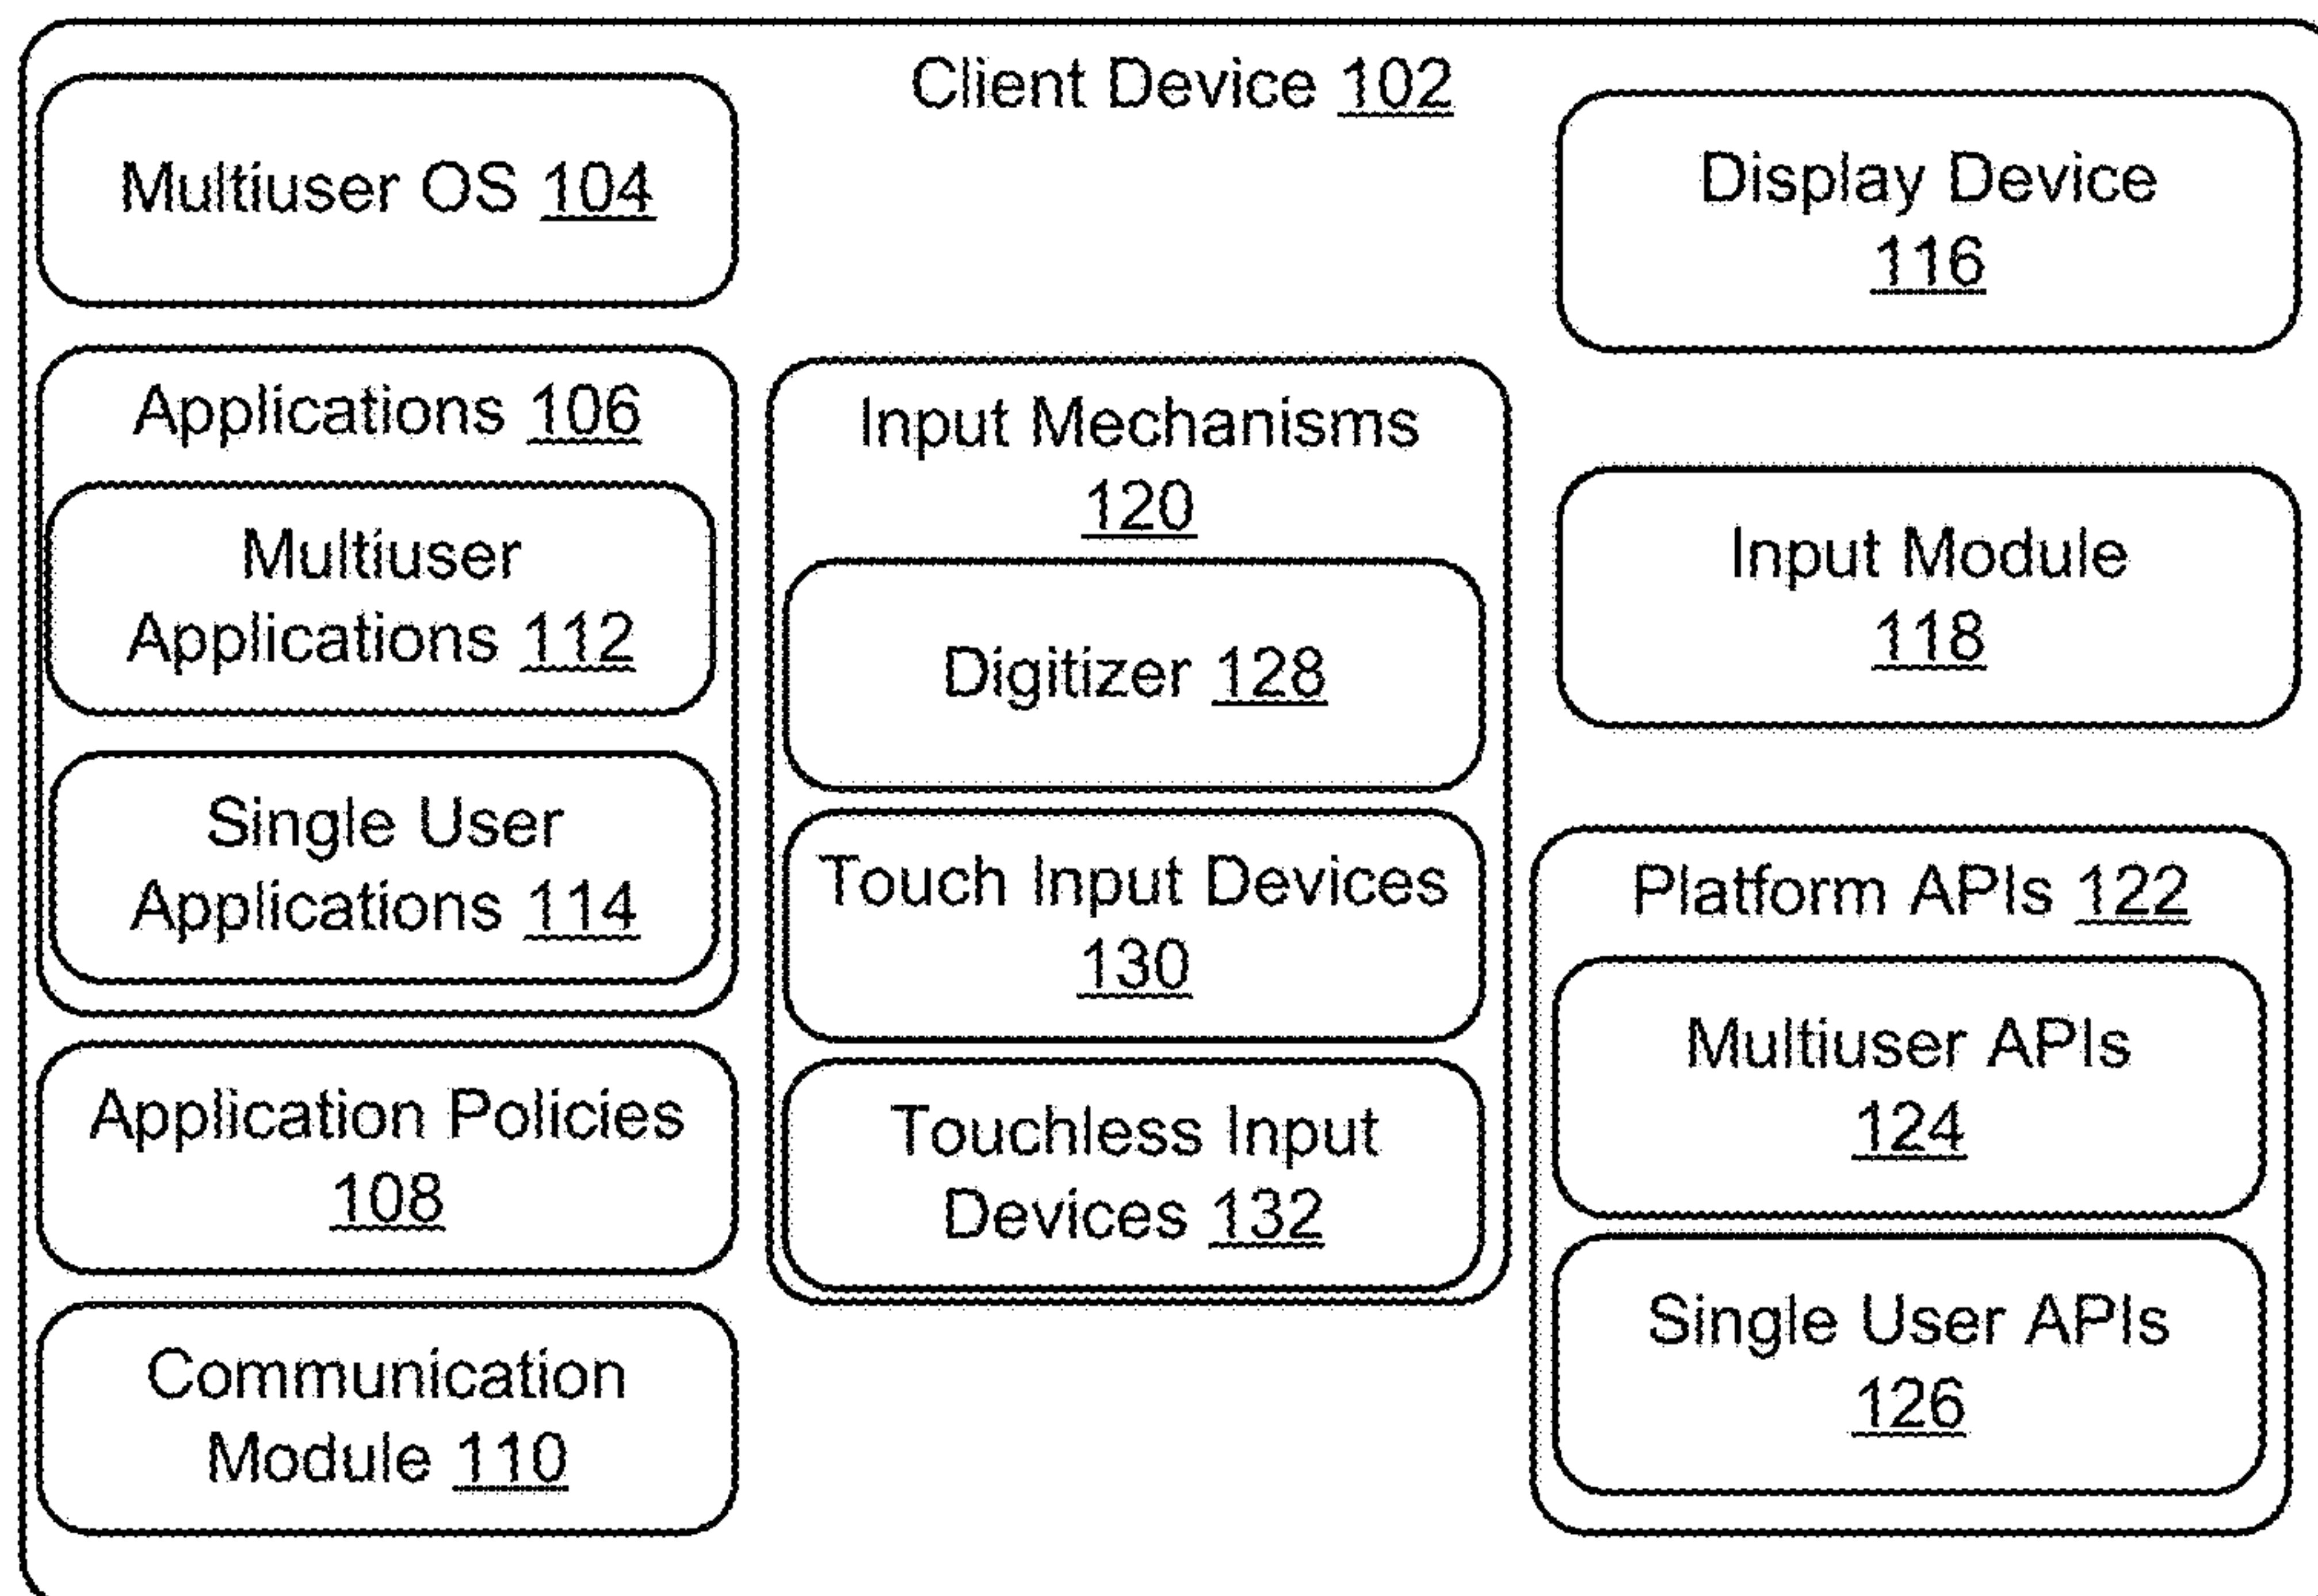 Client Device 102
Multiuser OS 104
Applications 106
Multiuser
Applications 112
Single User
Applications 114
Application Policies
108
Communication
Module 110
Input Mechanisms
120
Digitizer 128
Touch Input Devices
130
Touchless Input
Devices 132
Display Device
116
Input Module
118
Platform APIs 122
Multiuser APIs
124
Single User APIs
126